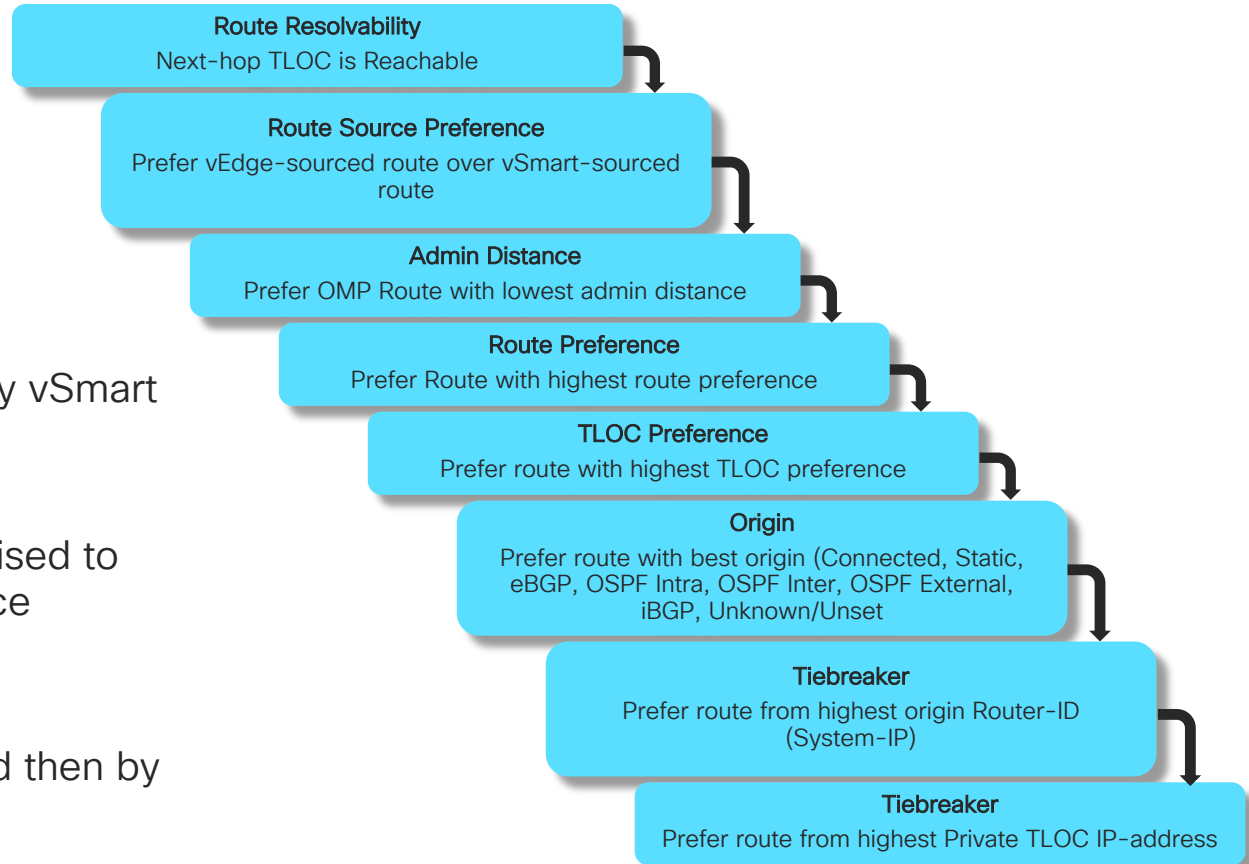 Route Resolvability
Next-hop TLOC is Reachable
Route Source Preference
Prefer vEdge-sourced route over vSmart-sourced
route
Admin Distance
Prefer OMP Route with lowest admin distance
Route Preference
Prefer Route with highest route preference
TLOC Preference
Prefer route with highest TLOC preference
Origin
Prefer route with best origin (Connected, Static,
eBGP, OSPF Intra, OSPF Inter, OSPF External,
iBGP, Unknown/Unset
Tiebreaker
Prefer route from highest origin Router-ID
(System-IP)
Tiebreaker
Prefer route from highest Private TLOC IP-address
y vSmart
ised to
ce
d then by